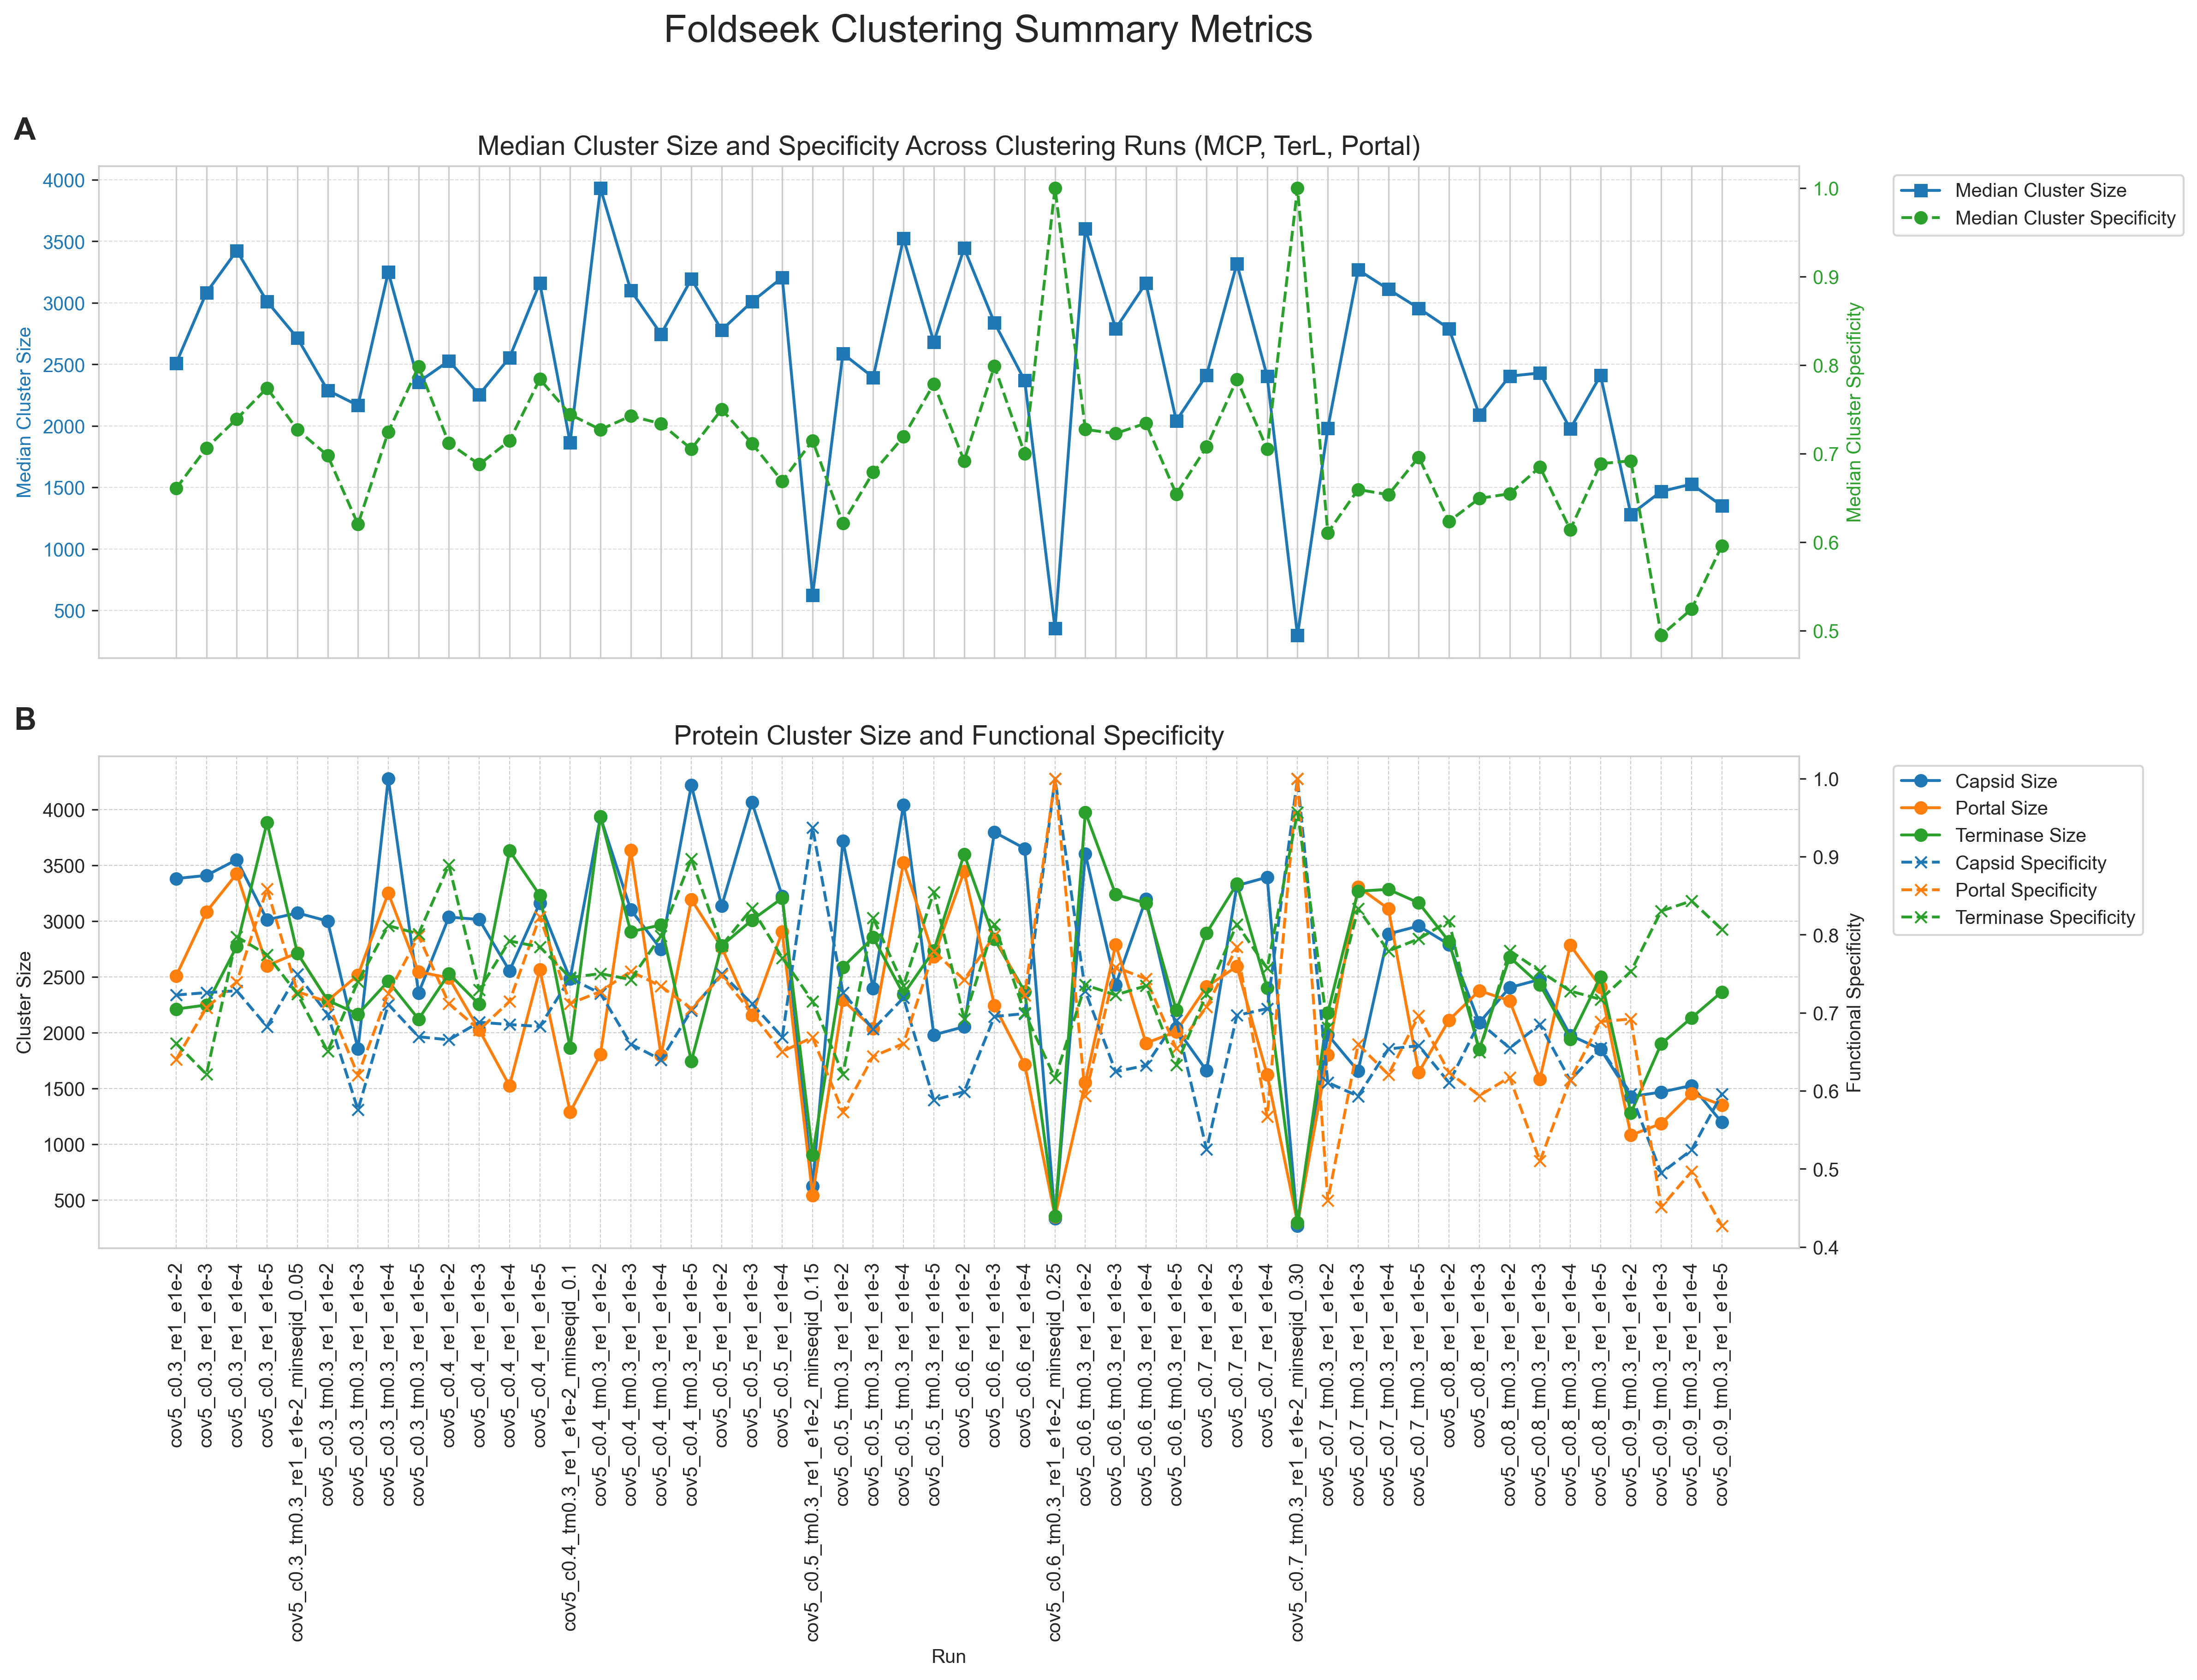 Foldseek Clustering Summary Metrics
A
Median Cluster Size and Specificity Across Clustering Runs (MCP, TerL, Portal)
Median Cluster Size
4000
3500
3000
2500
2000
1500
1000
500
1.0
0.9
0.8
0.7
0.6
0.5
Median Cluster Specificity
Median Cluster Size
Median Cluster Specificity
B
Protein Cluster Size and Functional Specificity
Cluster Size
4000
3500
3000
2500
2000
1500
1000
500
1.0
0.9
0.8
0.7
0.6
0.5
0.4
Functional Specificity
Capsid Size
Portal Size
Terminase Size
Capsid Specificity
Portal Specificity
Terminase Specificity
cov5_c0.3_re1_e1e-2
cov5_c0.3_re1_e1e-3
cov5_c0.3_re1_e1e-4
cov5_c0.3_re1_e1e-5
cov5_c0.3_tm0.3_re1_e1e-2_minseqid_0.05
cov5_c0.3_tm0.3_re1_e1e-2
cov5_c0.3_tm0.3_re1_e1e-3
cov5_c0.3_tm0.3_re1_e1e-4
cov5_c0.3_tm0.3_re1_e1e-5
cov5_c0.4_re1_e1e-2
cov5_c0.4_re1_e1e-3
cov5_c0.4_re1_e1e-4
cov5_c0.4_re1_e1e-5
cov5_c0.4_tm0.3_re1_e1e-2_minseqid_0.1
cov5_c0.4_tm0.3_re1_e1e-2
cov5_c0.4_tm0.3_re1_e1e-3
cov5_c0.4_tm0.3_re1_e1e-4
cov5_c0.4_tm0.3_re1_e1e-5
cov5_c0.5_re1_e1e-2
cov5_c0.5_re1_e1e-3
cov5_c0.5_re1_e1e-4
cov5_c0.5_tm0.3_re1_e1e-2_minseqid_0.15
cov5_c0.5_tm0.3_re1_e1e-2
cov5_c0.5_tm0.3_re1_e1e-3
cov5_c0.5_tm0.3_re1_e1e-4
cov5_c0.5_tm0.3_re1_e1e-5
cov5_c0.6_re1_e1e-2
cov5_c0.6_re1_e1e-3
cov5_c0.6_re1_e1e-4
cov5_c0.6_tm0.3_re1_e1e-2_minseqid_0.25
cov5_c0.6_tm0.3_re1_e1e-2
cov5_c0.6_tm0.3_re1_e1e-3
cov5_c0.6_tm0.3_re1_e1e-4
cov5_c0.6_tm0.3_re1_e1e-5
cov5_c0.7_re1_e1e-2
cov5_c0.7_re1_e1e-3
cov5_c0.7_re1_e1e-4
cov5_c0.7_tm0.3_re1_e1e-2_minseqid_0.30
cov5_c0.7_tm0.3_re1_e1e-2
cov5_c0.7_tm0.3_re1_e1e-3
cov5_c0.7_tm0.3_re1_e1e-4
cov5_c0.7_tm0.3_re1_e1e-5
cov5_c0.8_re1_e1e-2
cov5_c0.8_re1_e1e-3
cov5_c0.8_tm0.3_re1_e1e-2
cov5_c0.8_tm0.3_re1_e1e-3
cov5_c0.8_tm0.3_re1_e1e-4
cov5_c0.8_tm0.3_re1_e1e-5
cov5_c0.9_tm0.3_re1_e1e-2
cov5_c0.9_tm0.3_re1_e1e-3
cov5_c0.9_tm0.3_re1_e1e-4
cov5_c0.9_tm0.3_re1_e1e-5
Run